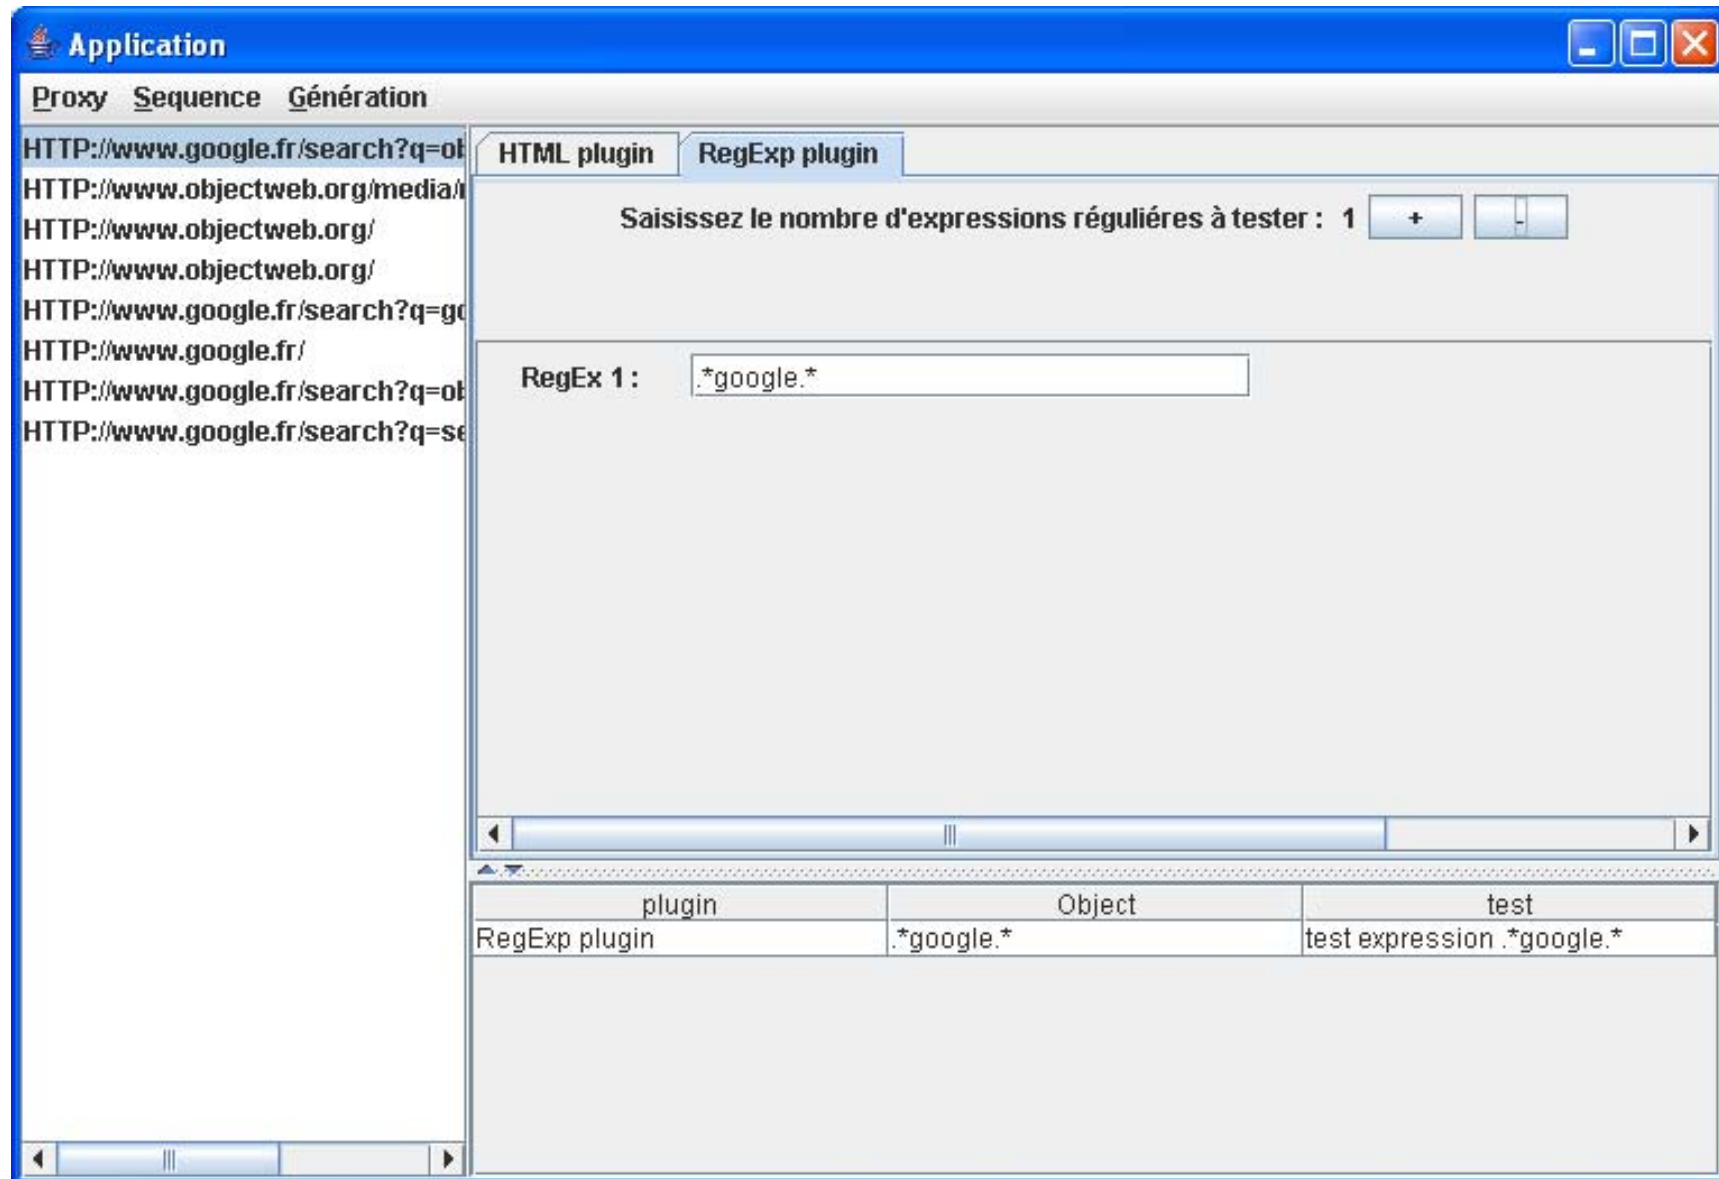 Application
Proxy Sequence Génération
HTTP://www.google.fr/search?q=ob
HTTP://www.objectweb.org/media/
HTTP://www.objectweb.org/
HTTP://www.objectweb.org/
HTTP://www.google.fr/search?q=go
HTTP://www.google.fr/
HTTP://www.google.fr/search?q=ob
HTTP://www.google.fr/search?q=se
HTML plugin RegExp plugin
Saisissez le nombre d'expressions réguliéres à tester : 1 + -
RegEx 1 : .*google.*
plugin Object test
RegExp plugin .*google.* test expression .*google.*